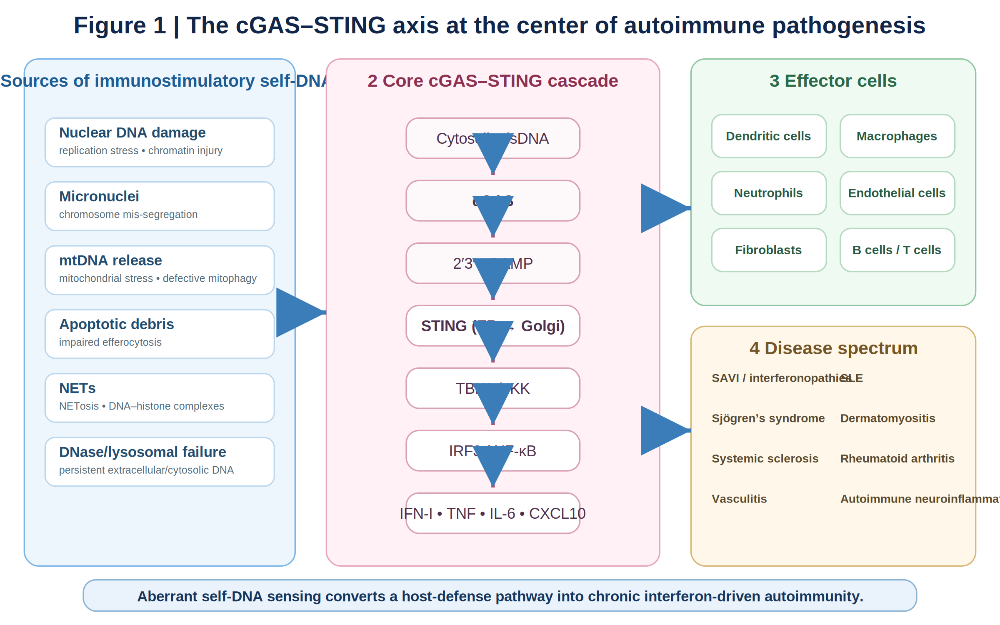 Figure 1 | The cGAS–STING axis at the center of autoimmune pathogenesis
Sources of immunostimulatory self-DNA
Nuclear DNA damage
replication stress • chromatin injury
Micronuclei
chromosome mis-segregation
mtDNA release
mitochondrial stress • defective mitophagy
Apoptotic debris
impaired efferocytosis
NETs
NETosis • DNA–histone complexes
DNase/lysosomal failure
persistent extracellular/cytosolic DNA
2 Core cGAS–STING cascade
STING Golgi)
IFN-I • TNF • IL-6 • CXCL10
3 Effector cells
Dendritic cells
Macrophages
Neutrophils
Endothelial cells
Fibroblasts
B cells / T cells
4 Disease spectrum
SAVI / interferonopathies
SLE
Sjögren’s syndrome
Dermatomyositis
Systemic sclerosis
Rheumatoid arthritis
Vasculitis
Autoimmune
Aberrant self-DNA sensing converts a host-defense pathway into chronic interferon-driven autoimmunity.